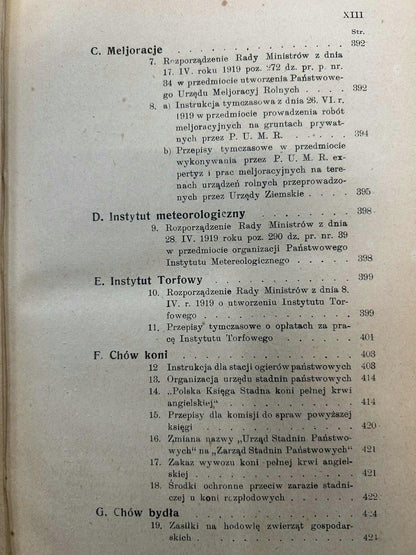 XIII
Str.
C. Meljoracje . . . . . . . . . . . . 392
7. Rozporządzenie Rady Ministrów z dnia
17. IV. roku 1919 poz. 272 dz. pr. p. nr.
34 w przedmiocie utworzenia Państwowe-
go Urzędu Meljoracyj Rolnych . . . . 392
8. a) Instrukcja tymczasowa z dnia 26. VI. r.
1919 w przedmiocie prowadzenia robót
meljoracyjnych na gruntach prywat-
nych przez P. U. M. R. . . . . . . 394
b) Przepisy tymczasowe w przedmiocie
wykonywania przez P. U. M. R. ex-
pertyz i prac meljoracyjnych na tere-
nach urządzeń rolnych przeprowadzo-
nych przez Urzędy Ziemskie . . . . 395
D. Instytut meteorologiczny . . . . . . . 398
9. Rozporządzenie Rady Ministrów z dnia
28. IV. 1919 roku poz. 290 dz. pr. nr. 39
w przedmiocie organizacji Państwowego
Instytutu Metereologicznego . . . . . 398
E. Instytut Torfowy . . . . . . . . . . 399
10. Rozporządzenie Rady Ministrów z dnia 8.
IV. r. 1919 o utworzeniu Instytutu Tor-
fowego . . . . . . . . . . . . 399
11. Przepisy tymczasowe o opłatach za pra-
cę Instytutu Torfowego . . . . . . 401
F. Chów koni . . . . . . . . . . . . 403
12 Instrukcja dla stacji ogierów państwowych 403
13. Organizacja urzędu stadnin państwowych 414
14. „Polska Księga Stadna koni pełnej krwi
angielskiej” . . . . . . . . . . . 414
15. Przepisy dla komisji do spraw powyższej
księgi . . . . . . . . . . . . 420
16. Zmiana nazwy „Urząd Stadnin Państwo-
wych” na „Zarząd Stadnin Państwowych” 421
17. Zakaz wywozu koni pełnej krwi angiel-
skiej . . . . . . . . . . . . . 421
18. Środki ochronne przeciw zarazie stadni-
czej u koni rozpłodowych . . . . . . 422
G. Chów bydła . . . . . . . . . . . . 424
19. Zasiłki na hodowlę zwierząt gospodar-
skich . . . . . . . . . . . . . 424